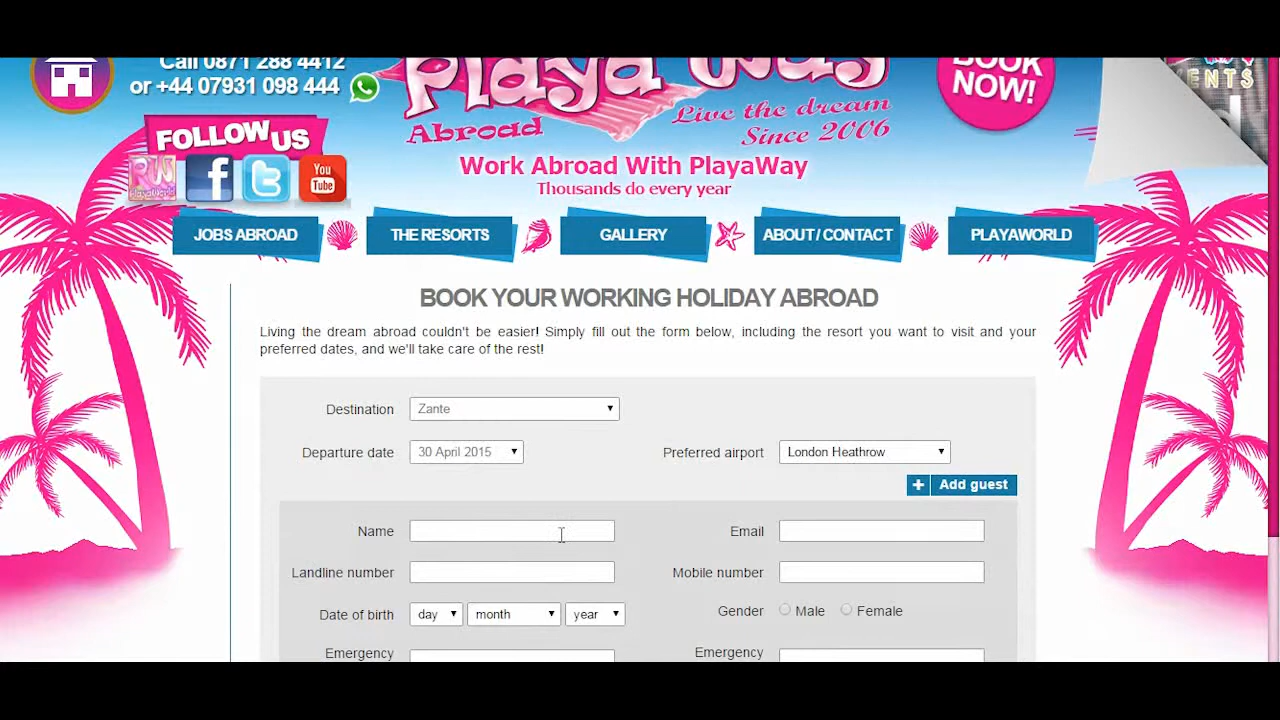 Call 0871 288 4412
or +44 07931 098 444
FOLLOW US
RW
PlayaWorld
f
t
You
Tube
Playa Way
Abroad
Live the dream
Since 2006
Work Abroad With PlayaWay
Thousands do every year
BOOK
NOW!
JOBS ABROAD
THE RESORTS
GALLERY
ABOUT / CONTACT
PLAYAWORLD
BOOK YOUR WORKING HOLIDAY ABROAD
Living the dream abroad couldn't be easier! Simply fill out the form below, including the resort you want to visit and your
preferred dates, and we'll take care of the rest!
Destination
Zante
Departure date
30 April 2015
Preferred airport
London Heathrow
+ Add guest
Name
Email
Landline number
Mobile number
Date of birth
day
month
year
Gender
Male
Female
Emergency
Emergency